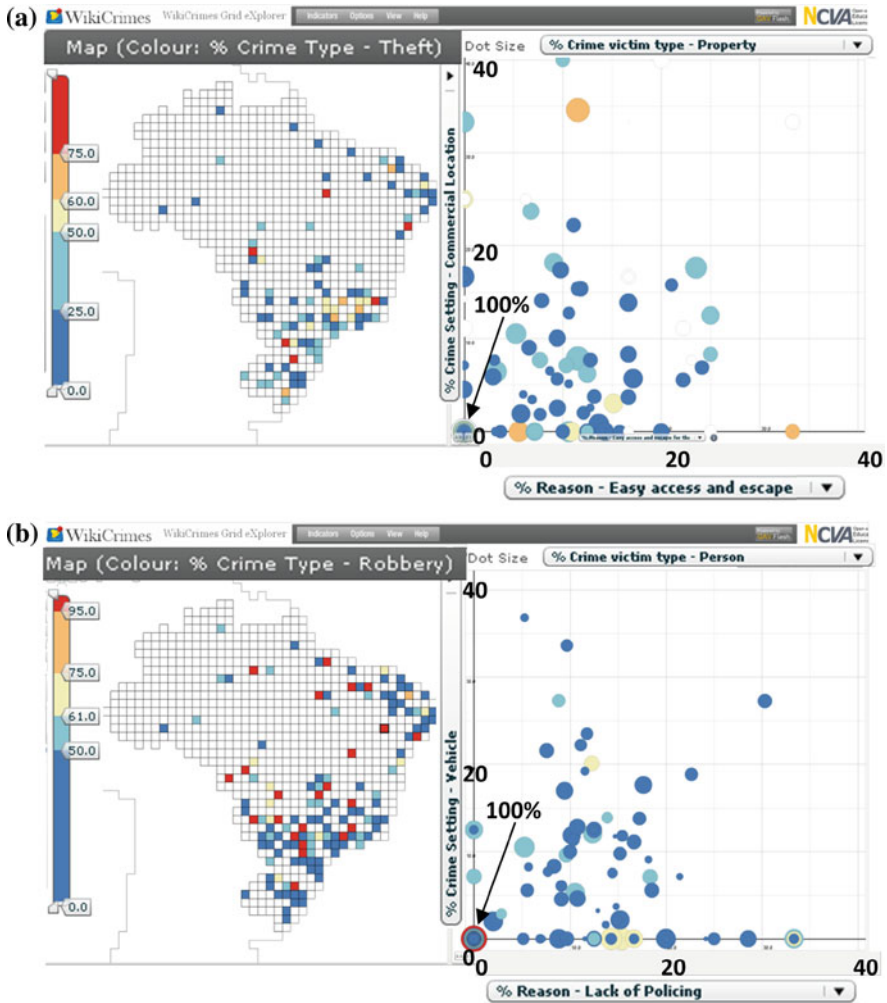 (a)
WikiCrimes WikiCrimes Grid eXplorer Indicators Options View Help
NCVA
Map (Colour: % Crime Type - Theft)
Dot Size % Crime victim type - Property
75.0
60.0
50.0
25.0
0.0
% Crime Setting - Commercial Location
40
20
100%
0
0 20 40
% Reason - Easy access and escape
(b)
WikiCrimes WikiCrimes Grid eXplorer Indicators Options View Help
NCVA
Map (Colour: % Crime Type - Robbery)
Dot Size % Crime victim type - Person
95.0
75.0
61.0
50.0
0.0
% Crime Setting - Vehicle
40
20
100%
0
0 20 40
% Reason - Lack of Policing